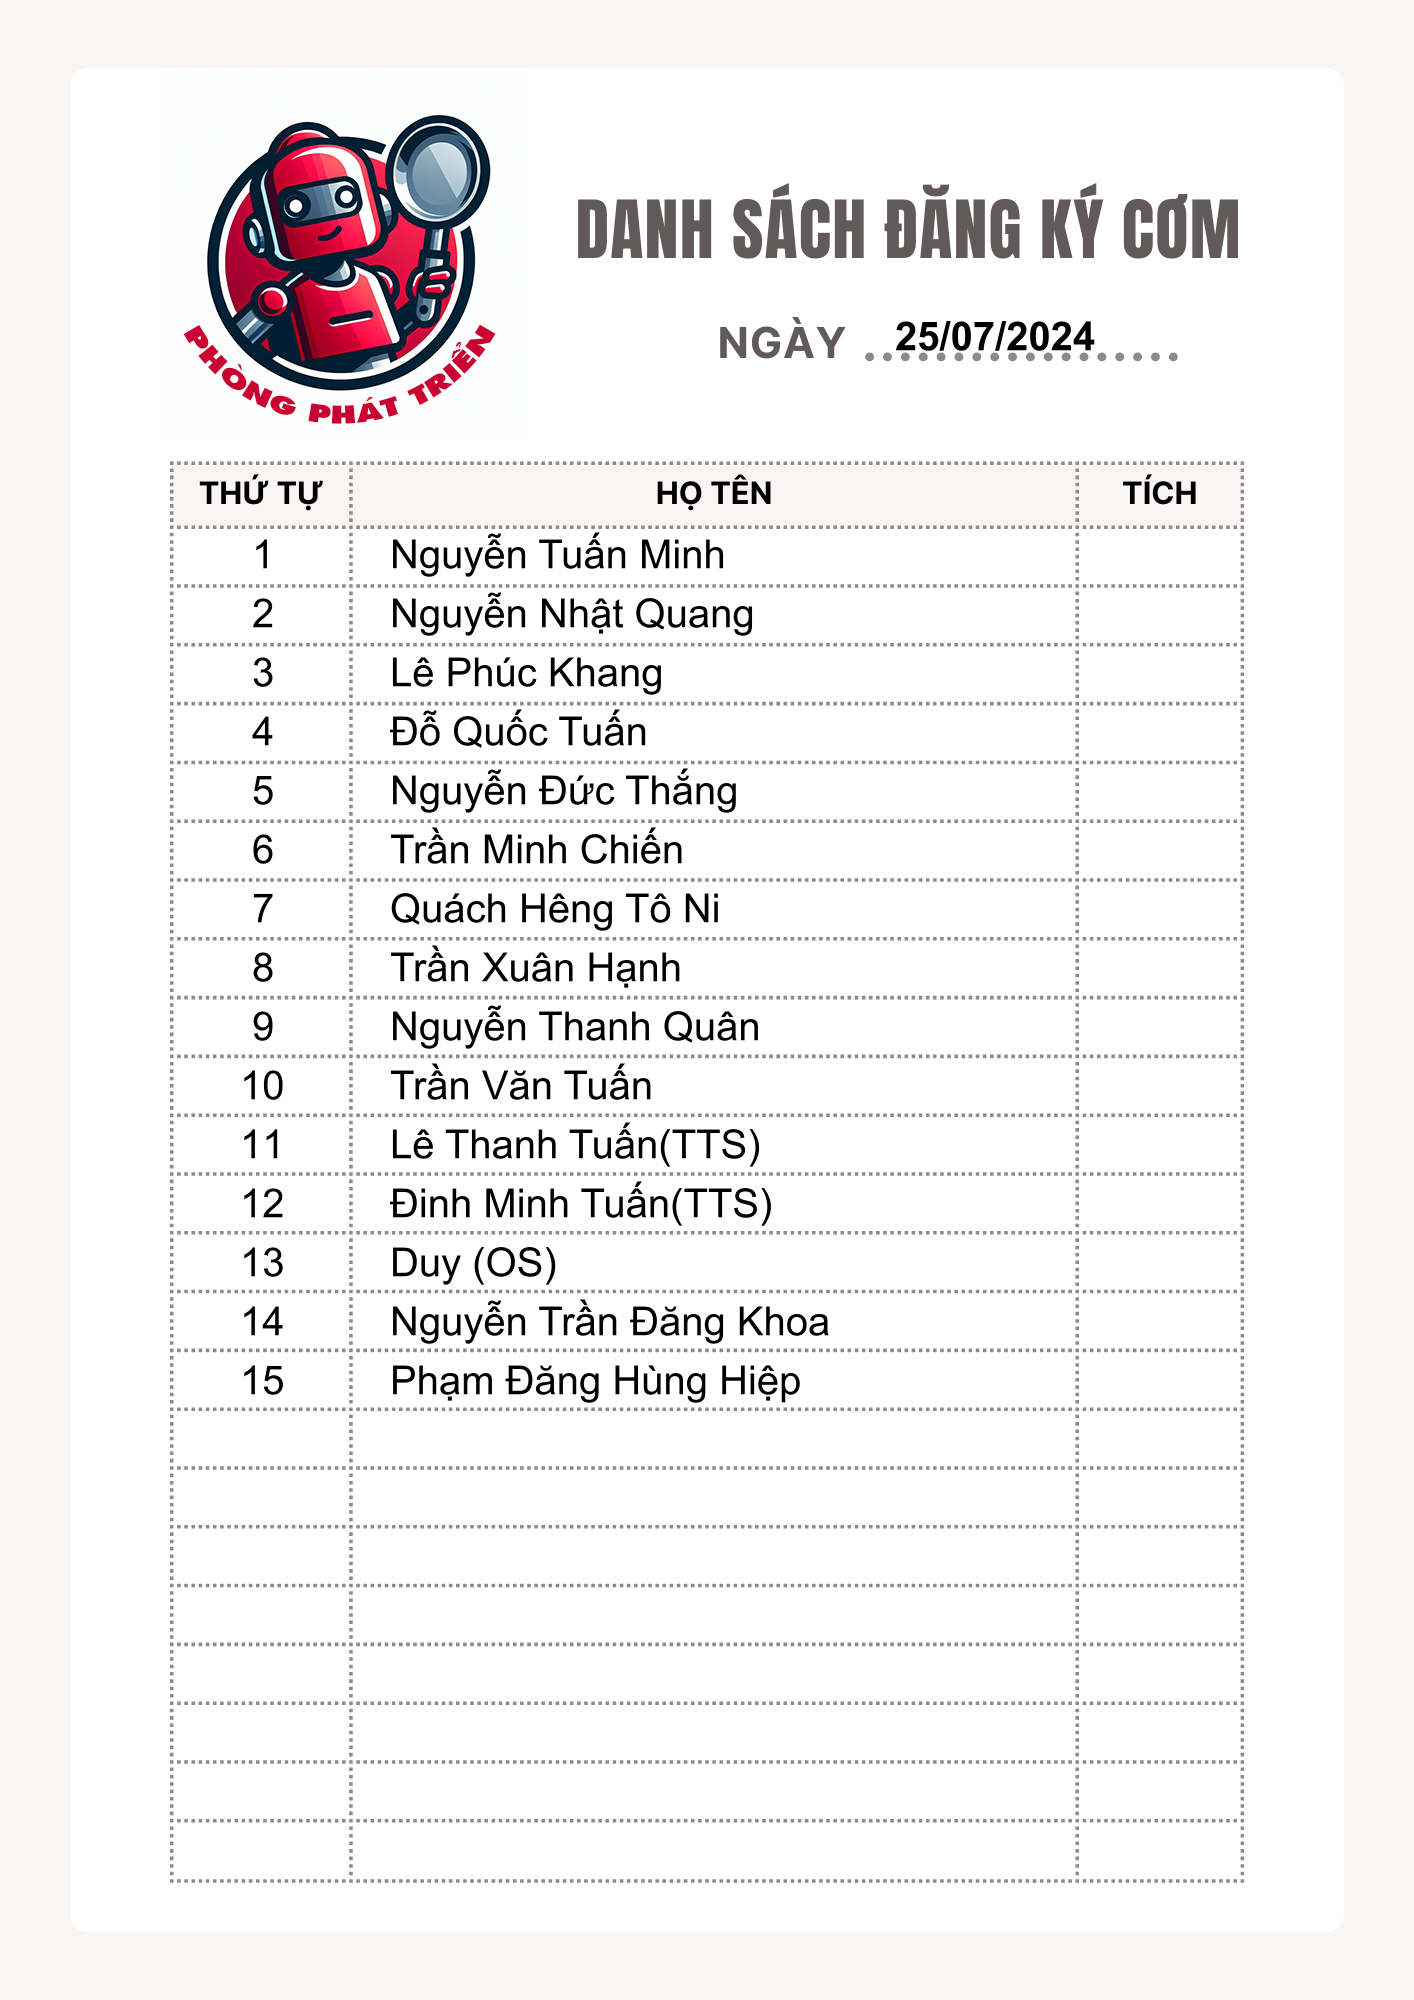 PHÒNG PHÁT TRIỂN
DANH SÁCH ĐĂNG KÝ CƠM
NGÀY 25/07/2024
THỨ TỰ HỌ TÊN TÍCH
1 Nguyễn Tuấn Minh
2 Nguyễn Nhật Quang
3 Lê Phúc Khang
4 Đỗ Quốc Tuấn
5 Nguyễn Đức Thắng
6 Trần Minh Chiến
7 Quách Hêng Tô Ni
8 Trần Xuân Hạnh
9 Nguyễn Thanh Quân
10 Trần Văn Tuấn
11 Lê Thanh Tuấn(TTS)
12 Đinh Minh Tuấn(TTS)
13 Duy (OS)
14 Nguyễn Trần Đăng Khoa
15 Phạm Đăng Hùng Hiệp